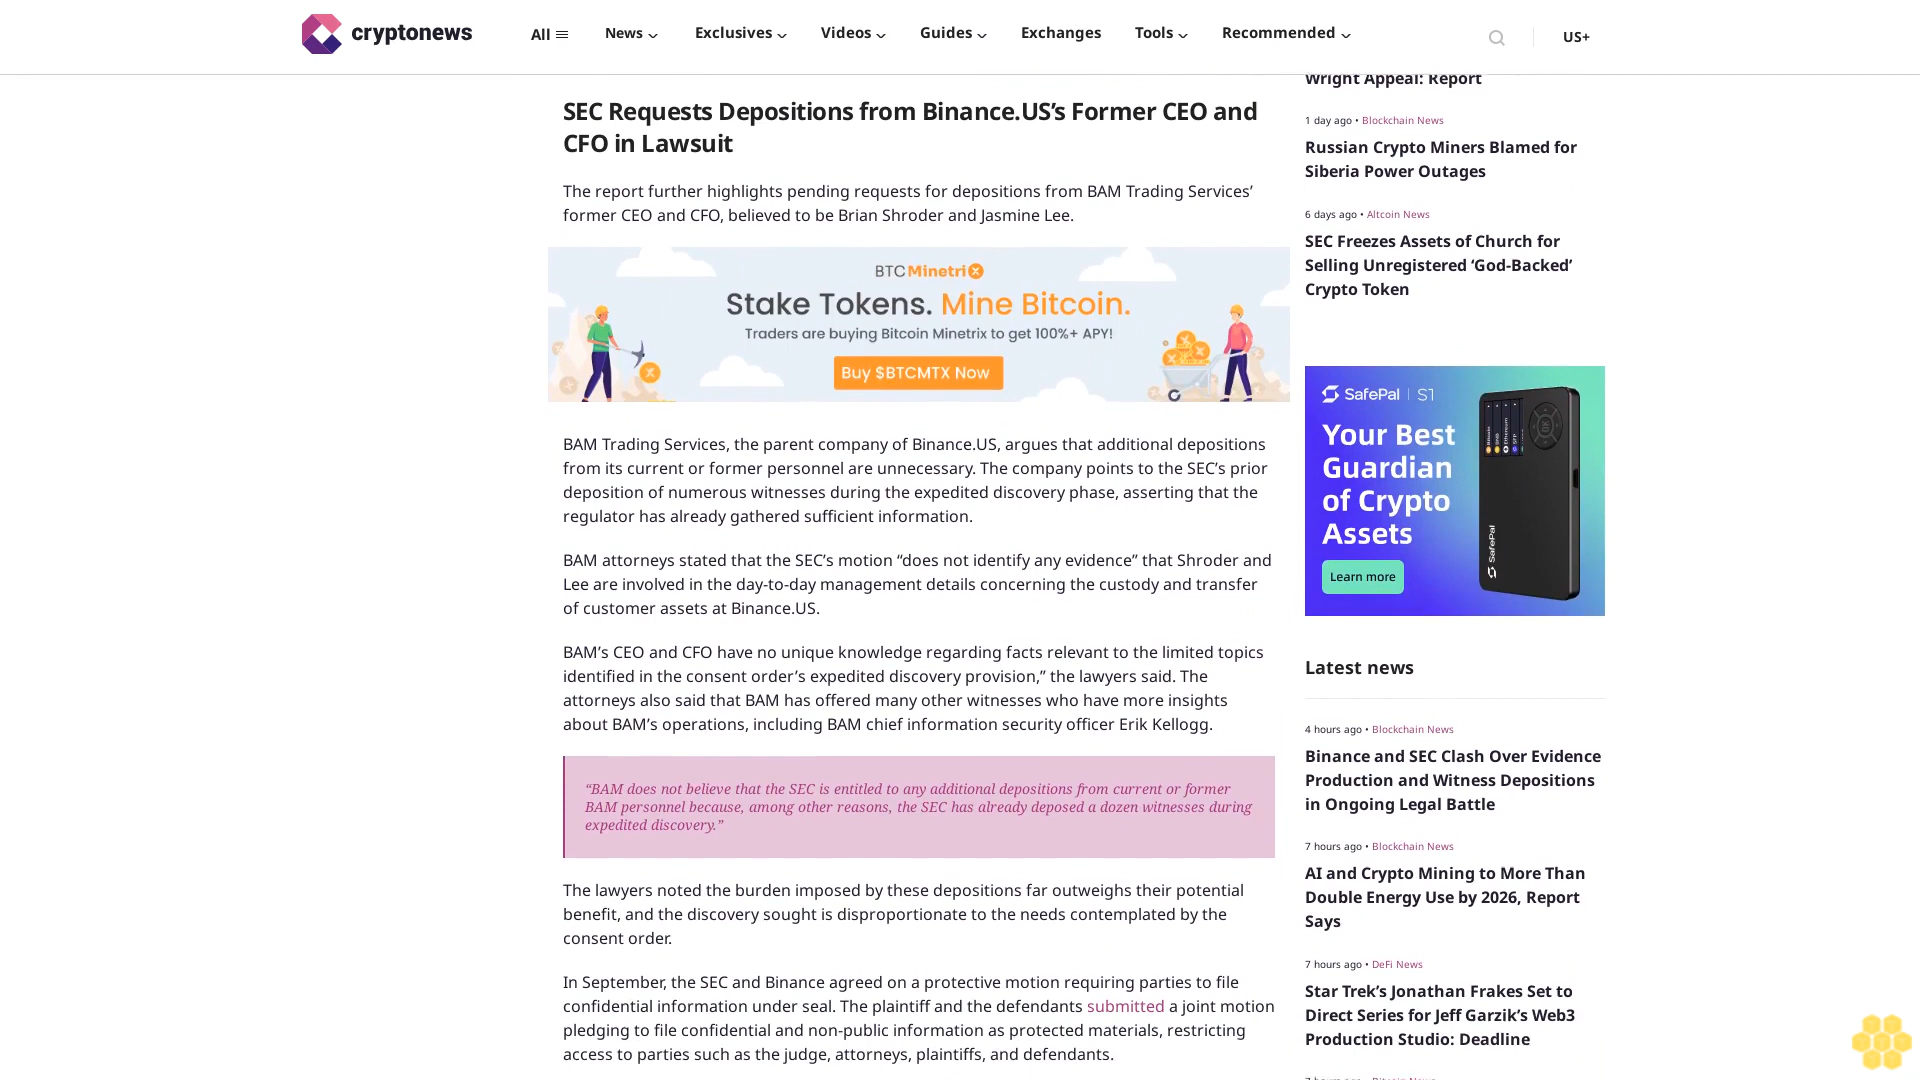 cryptonews
All
News
Exclusives
Videos
Guides
Exchanges
Tools
Recommended
US+
SEC Requests Depositions from Binance.US’s Former CEO and
CFO in Lawsuit
The report further highlights pending requests for depositions from BAM Trading Services’
former CEO and CFO, believed to be Brian Shroder and Jasmine Lee.
BTC Minetrix
Stake Tokens. Mine Bitcoin.
Traders are buying Bitcoin Minetrix to get 100%+ APY!
Buy $BTCMTX Now
BAM Trading Services, the parent company of Binance.US, argues that additional depositions
from its current or former personnel are unnecessary. The company points to the SEC’s prior
deposition of numerous witnesses during the expedited discovery phase, asserting that the
regulator has already gathered sufficient information.
BAM attorneys stated that the SEC’s motion “does not identify any evidence” that Shroder and
Lee are involved in the day-to-day management details concerning the custody and transfer
of customer assets at Binance.US.
BAM’s CEO and CFO have no unique knowledge regarding facts relevant to the limited topics
identified in the consent order’s expedited discovery provision,” the lawyers said. The
attorneys also said that BAM has offered many other witnesses who have more insights
about BAM’s operations, including BAM chief information security officer Erik Kellogg.
“BAM does not believe that the SEC is entitled to any additional depositions from current or former
BAM personnel because, among other reasons, the SEC has already deposed a dozen witnesses during
expedited discovery.”
The lawyers noted the burden imposed by these depositions far outweighs their potential
benefit, and the discovery sought is disproportionate to the needs contemplated by the
consent order.
In September, the SEC and Binance agreed on a protective motion requiring parties to file
confidential information under seal. The plaintiff and the defendants submitted a joint motion
pledging to file confidential and non-public information as protected materials, restricting
access to parties such as the judge, attorneys, plaintiffs, and defendants.
Wright Appeal: Report
1 day ago • Blockchain News
Russian Crypto Miners Blamed for
Siberia Power Outages
6 days ago • Altcoin News
SEC Freezes Assets of Church for
Selling Unregistered ‘God-Backed’
Crypto Token
SafePal | S1
Your Best
Guardian
of Crypto
Assets
Learn more
OK
SafePal
Latest news
4 hours ago • Blockchain News
Binance and SEC Clash Over Evidence
Production and Witness Depositions
in Ongoing Legal Battle
7 hours ago • Blockchain News
AI and Crypto Mining to More Than
Double Energy Use by 2026, Report
Says
7 hours ago • DeFi News
Star Trek’s Jonathan Frakes Set to
Direct Series for Jeff Garzik’s Web3
Production Studio: Deadline